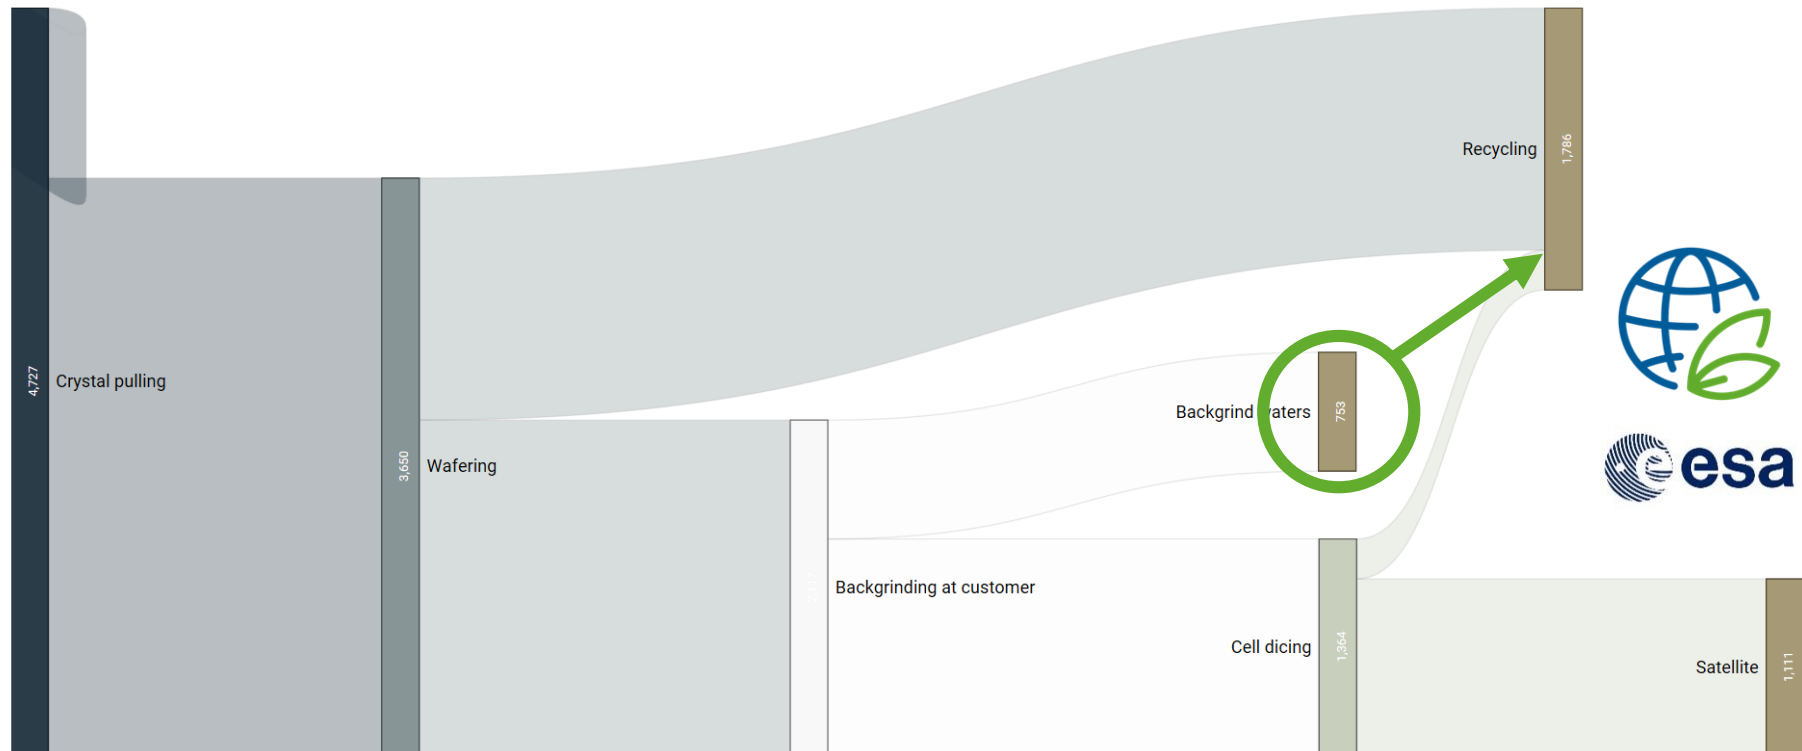 4,727
Crystal pulling
3,650
Wafering
Recycling
1,786
Backgrind
753
Backgrinding at customer
Cell dicing
1,364
Satellite
1,111
esa